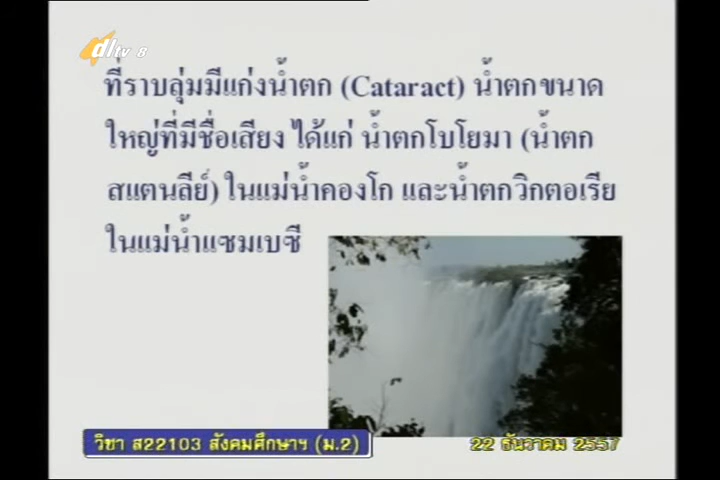 dltv 8
ที่ราบลุ่มมีแก่งน้ำตก (Cataract) น้ำตกขนาด
ใหญ่ที่มีชื่อเสียง ได้แก่ น้ำตกโบโยมา (น้ำตก
สแตนลีย์) ในแม่น้ำคองโก และน้ำตกวิกตอเรีย
ในแม่น้ำแซมเบซี
วิชา ส22103 สังคมศึกษาฯ (ม.2)
22 ธันวาคม 2557